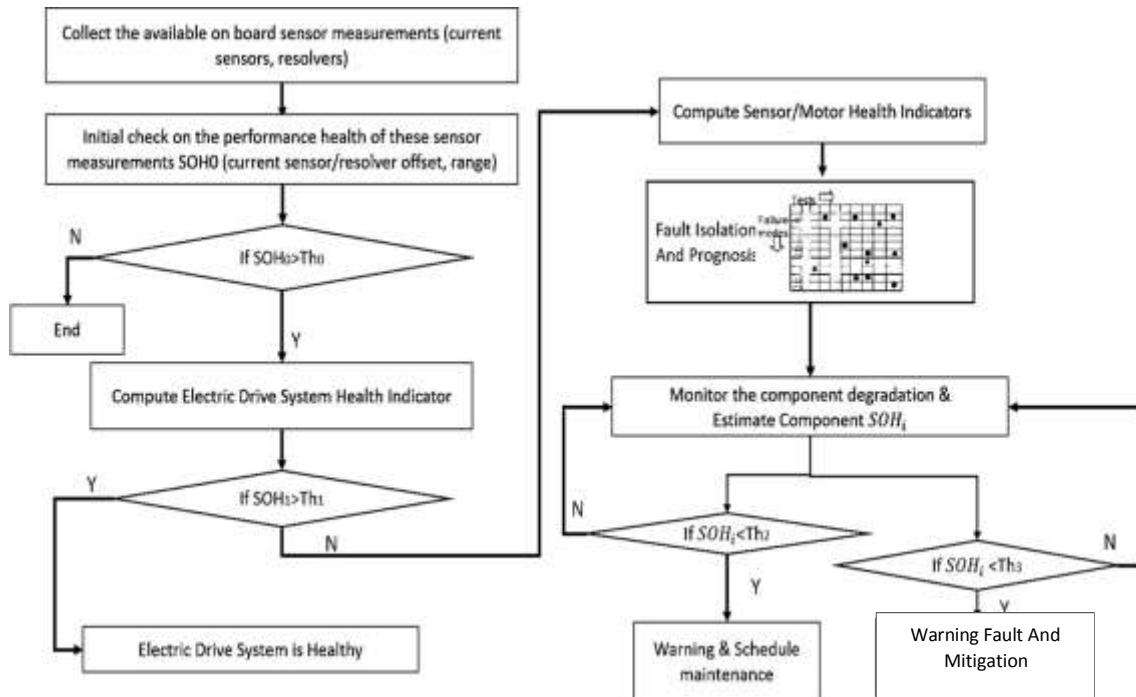 Collect the available on board sensor measurements (current
sensors, resolvers)
Initial check on the performance health of these sensor
measurements SOH0 (current sensor/resolver offset, range)
N
If SOH₀>Th₀
End
Y
Compute Electric Drive System Health Indicator
Y
If SOH₁>Th₁
N
Electric Drive System is Healthy
Compute Sensor/Motor Health Indicators
Tests
Failure
modes
Fault Isolation
And Prognosis
Monitor the component degradation &
Estimate Component SOHᵢ
N
If SOHᵢ<Th₂
Y
Warning & Schedule
maintenance
N
If SOHᵢ <Th₃
Y
Warning Fault And
Mitigation